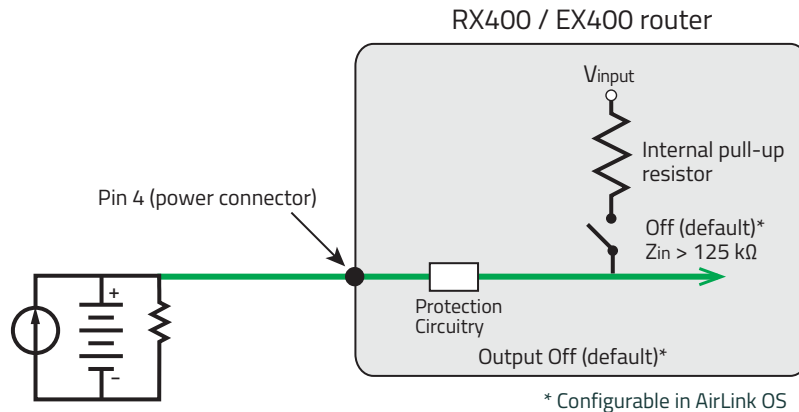 RX400 / EX400 router
Vinput
Internal pull-up
resistor
Pin 4 (power connector)
Off (default)*
Zin > 125 kΩ
+
Protection
Circuitry
–
Output Off (default)*
* Configurable in AirLink OS